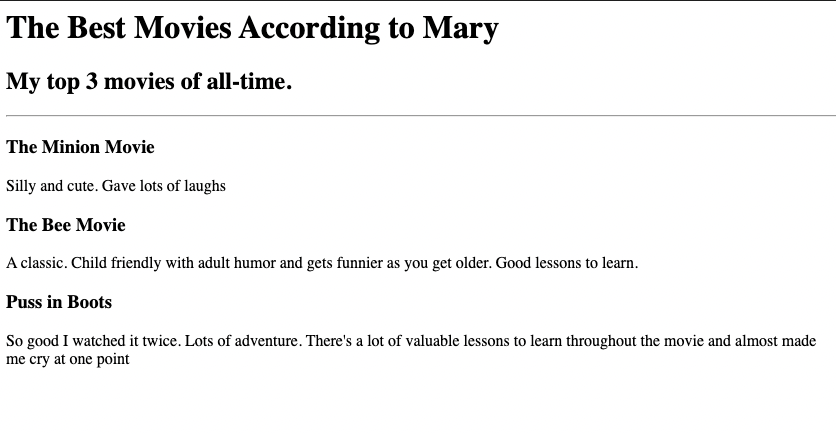 The Best Movies According to Mary
My top 3 movies of all-time.
The Minion Movie
Silly and cute. Gave lots of laughs
The Bee Movie
A classic. Child friendly with adult humor and gets funnier as you get older. Good lessons to learn.
Puss in Boots
So good I watched it twice. Lots of adventure. There's a lot of valuable lessons to learn throughout the movie and almost made
me cry at one point